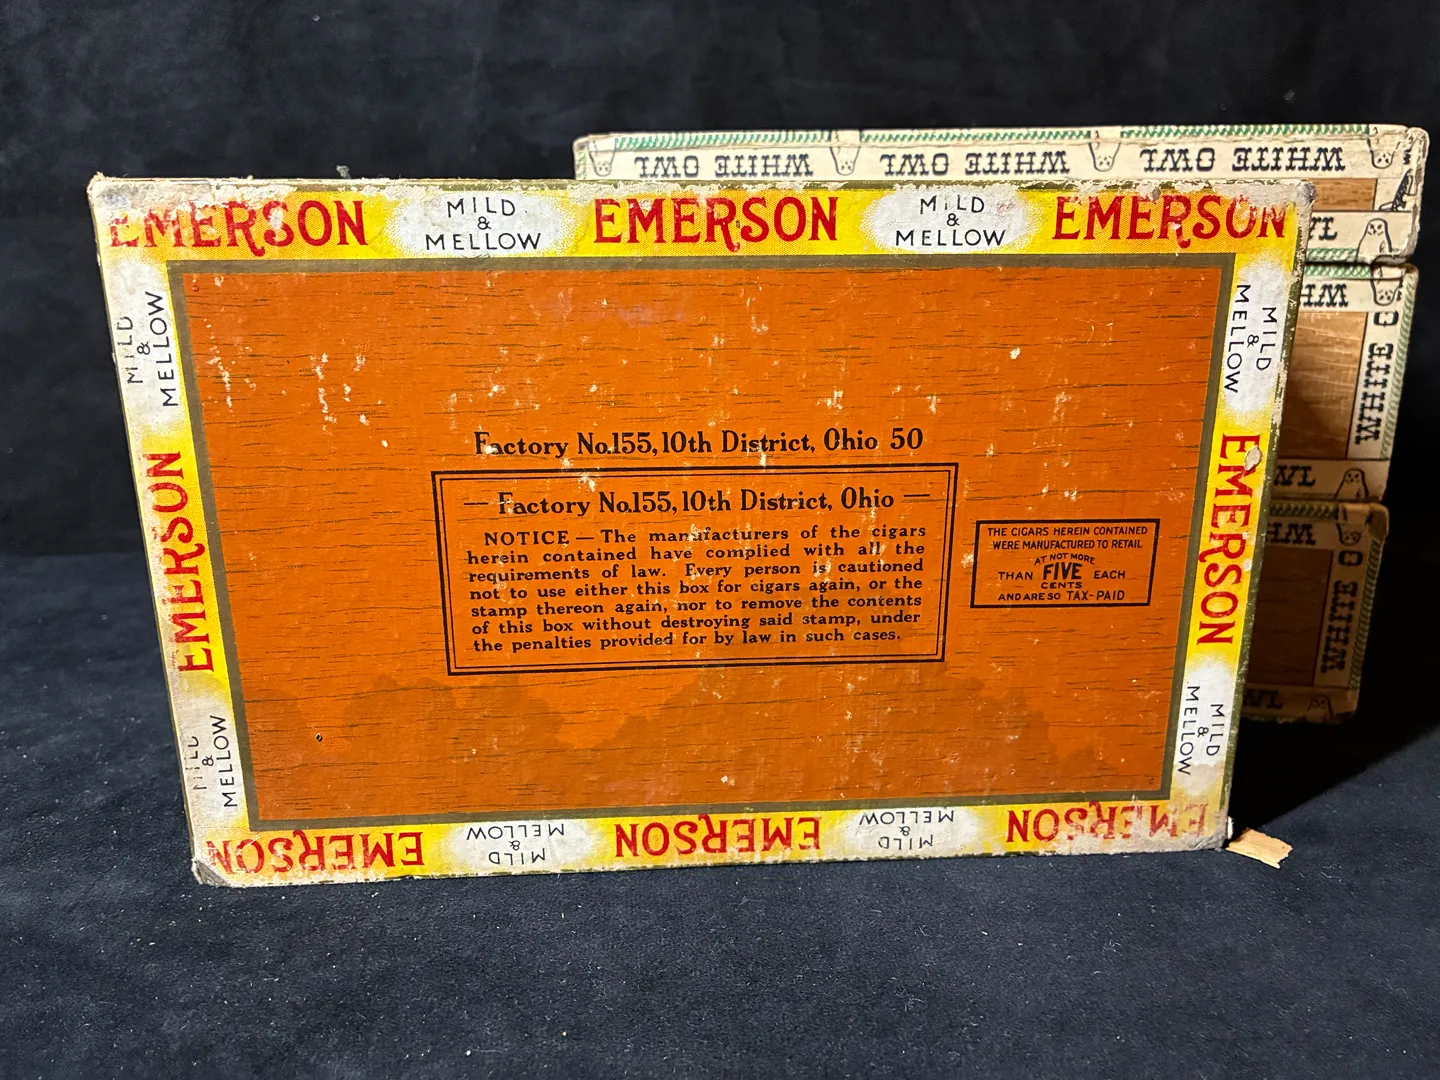 WHITE OWL WHITE OWL WHITE OWL
EMERSON MILD & MELLOW EMERSON MILD & MELLOW EMERSON
MILD & MELLOW
EMERSON
MILD & MELLOW
Factory No.155, 10th District, Ohio 50
— Factory No.155, 10th District, Ohio —
NOTICE — The manufacturers of the cigars
herein contained have complied with all the
requirements of law. Every person is cautioned
not to use either this box for cigars again, or the
stamp thereon again, nor to remove the contents
of this box without destroying said stamp, under
the penalties provided for by law in such cases.
THE CIGARS HEREIN CONTAINED
WERE MANUFACTURED TO RETAIL
AT NOT MORE
THAN FIVE EACH
CENTS
AND ARE SO TAX-PAID
MILD & MELLOW
EMERSON
MILD & MELLOW
EMERSON MILD & MELLOW EMERSON MILD & MELLOW EMERSON
WHITE O
WHITE O